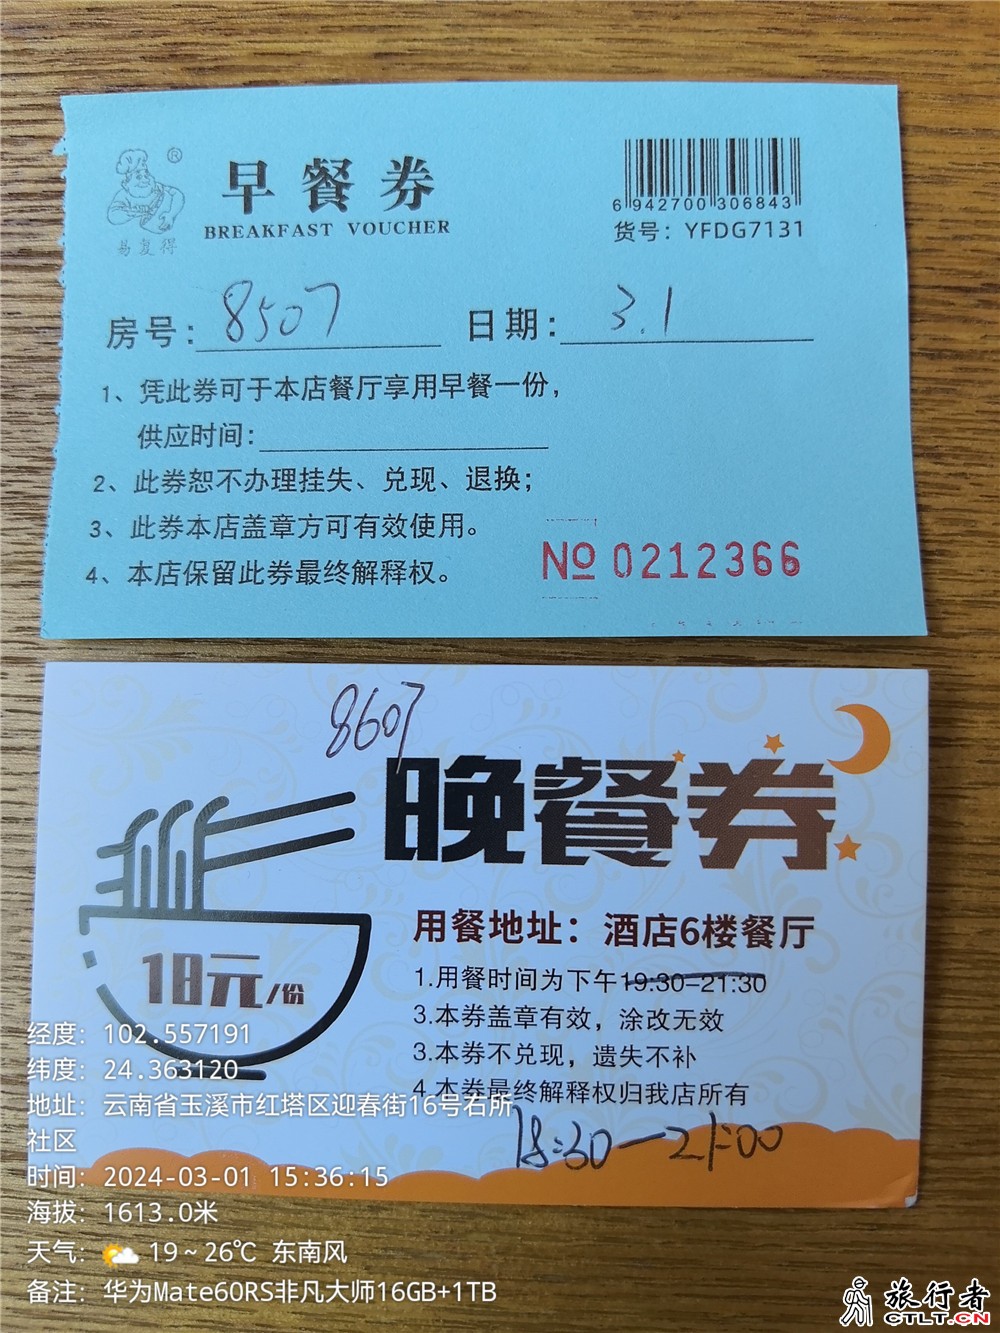 ®
早餐券
BREAKFAST VOUCHER
易复得
6 942700 306843
货号：YFDG7131
房号：8507 日期：3.1
1、凭此券可于本店餐厅享用早餐一份，
供应时间：
2、此券恕不办理挂失、兑现、退换；
3、此券本店盖章方可有效使用。
4、本店保留此券最终解释权。
No 0212366
8607
晚餐券
18元/份
用餐地址：酒店6楼餐厅
1.用餐时间为下午19:30-21:30
3.本券盖章有效，涂改无效
3.本券不兑现，遗失不补
4.本券最终解释权归我店所有
18:30—21:00
经度：102.557191
纬度：24.363120
地址：云南省玉溪市红塔区迎春街16号右所
社区
时间：2024-03-01 15:36:15
海拔：1613.0米
天气：19~26℃ 东南风
备注：华为Mate60RS非凡大师16GB+1TB
旅行者
CTLT.CN